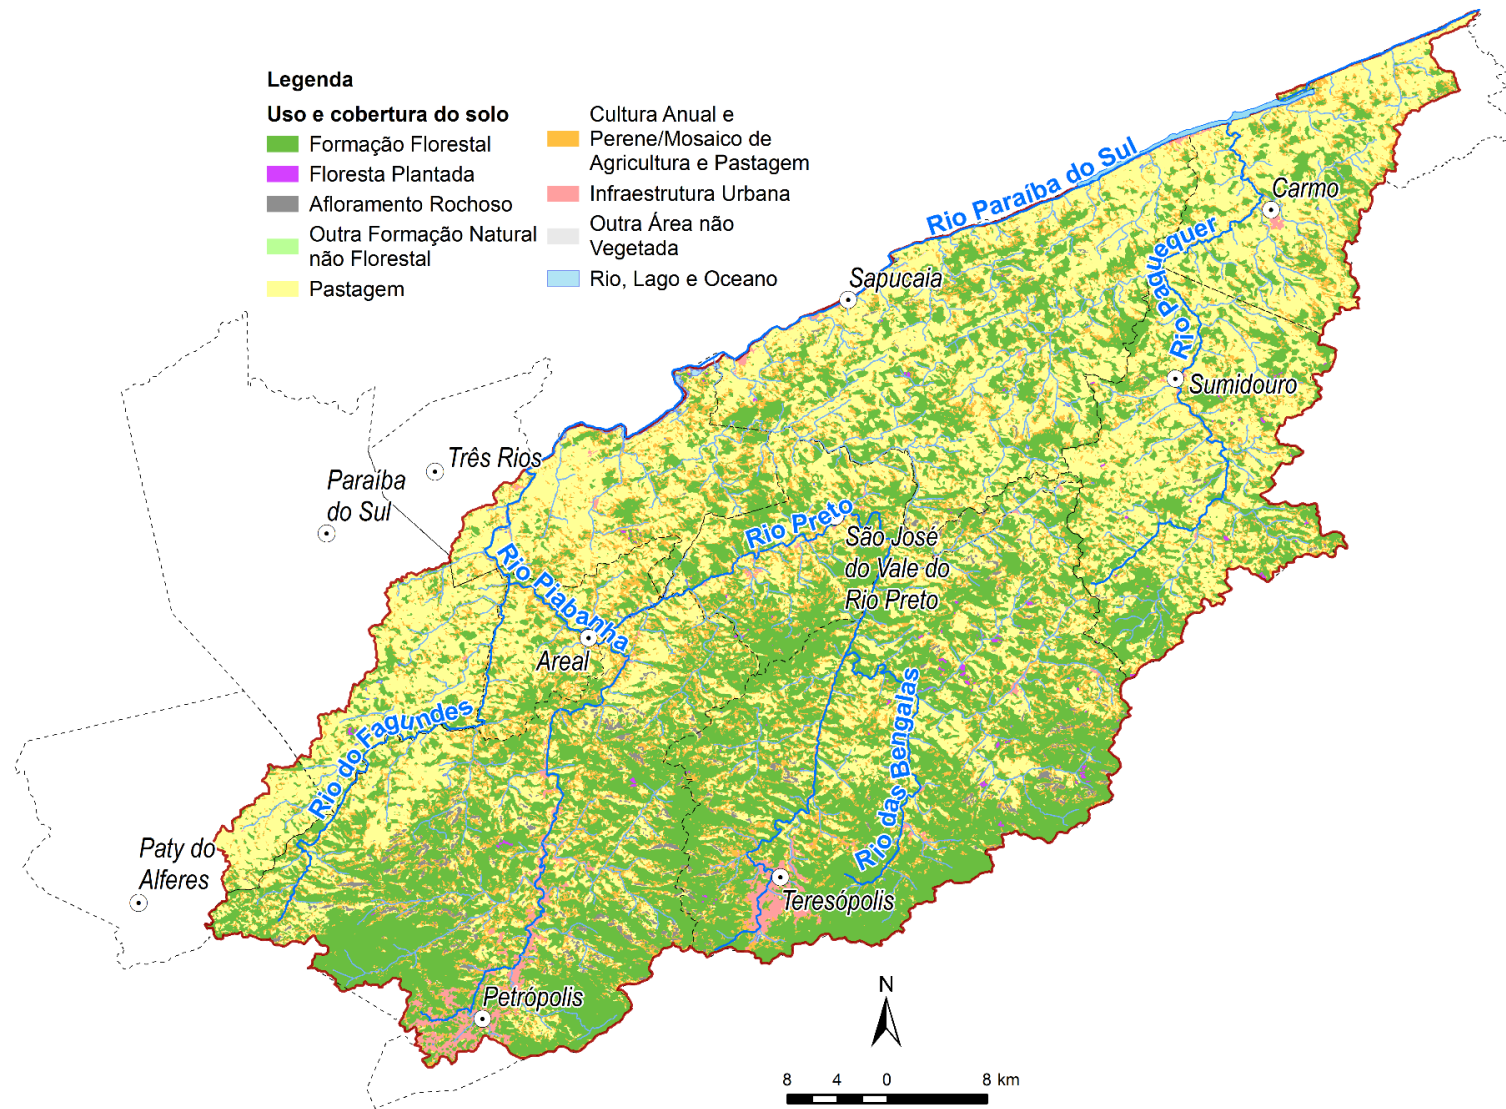 Legenda
Uso e cobertura do solo
Formação Florestal
Floresta Plantada
Afloramento Rochoso
Outra Formação Natural
não Florestal
Pastagem
Cultura Anual e
Perene/Mosaico de
Agricultura e Pastagem
Infraestrutura Urbana
Outra Área não
Vegetada
Rio, Lago e Oceano
Rio Paraíba do Sul
Carmo
Rio Paquequer
Sapucaia
Sumidouro
Três Rios
Paraíba
do Sul
Rio Preto
São José
do Vale do
Rio Preto
Rio Piabanha
Areal
Rio do Fagundes
Rio das Bengalas
Paty do
Alferes
Teresópolis
Petrópolis
N
8 4 0 8 km